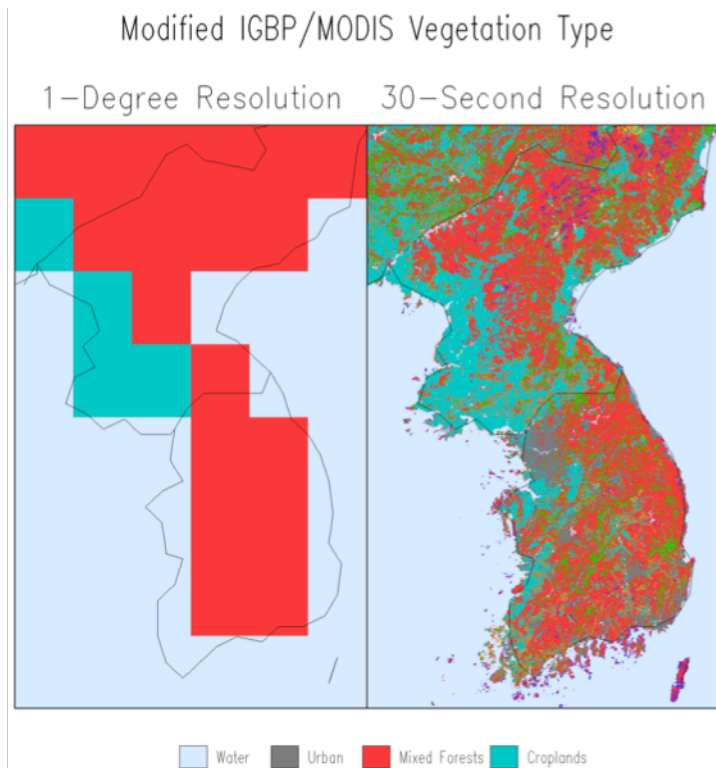 Modified IGBP/MODIS Vegetation Type
1-Degree Resolution
30-Second Resolution
Water
Urban
Mixed Forests
Croplands